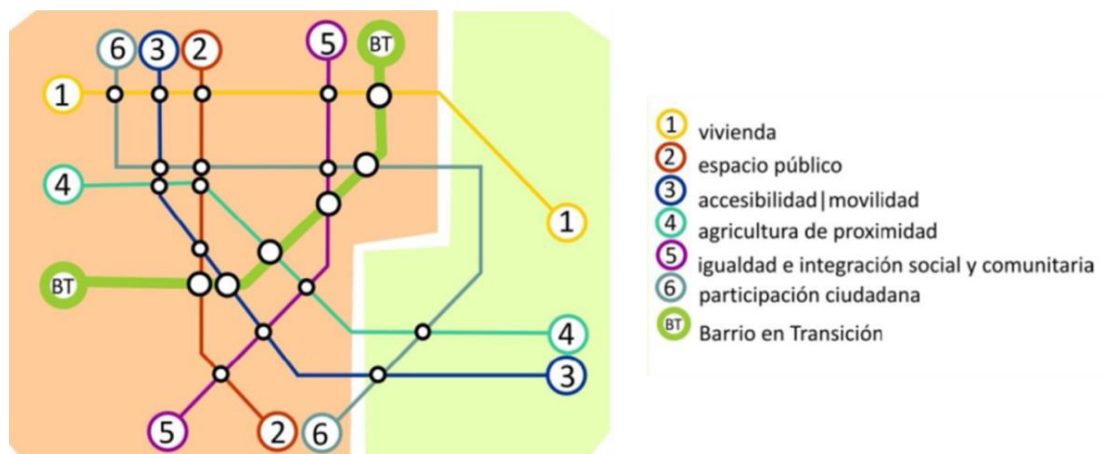 6 3 2 5 BT
1
4
1
BT
4
3
5 2 6
1 vivienda
2 espacio público
3 accesibilidad|movilidad
4 agricultura de proximidad
5 igualdad e integración social y comunitaria
6 participación ciudadana
BT Barrio en Transición